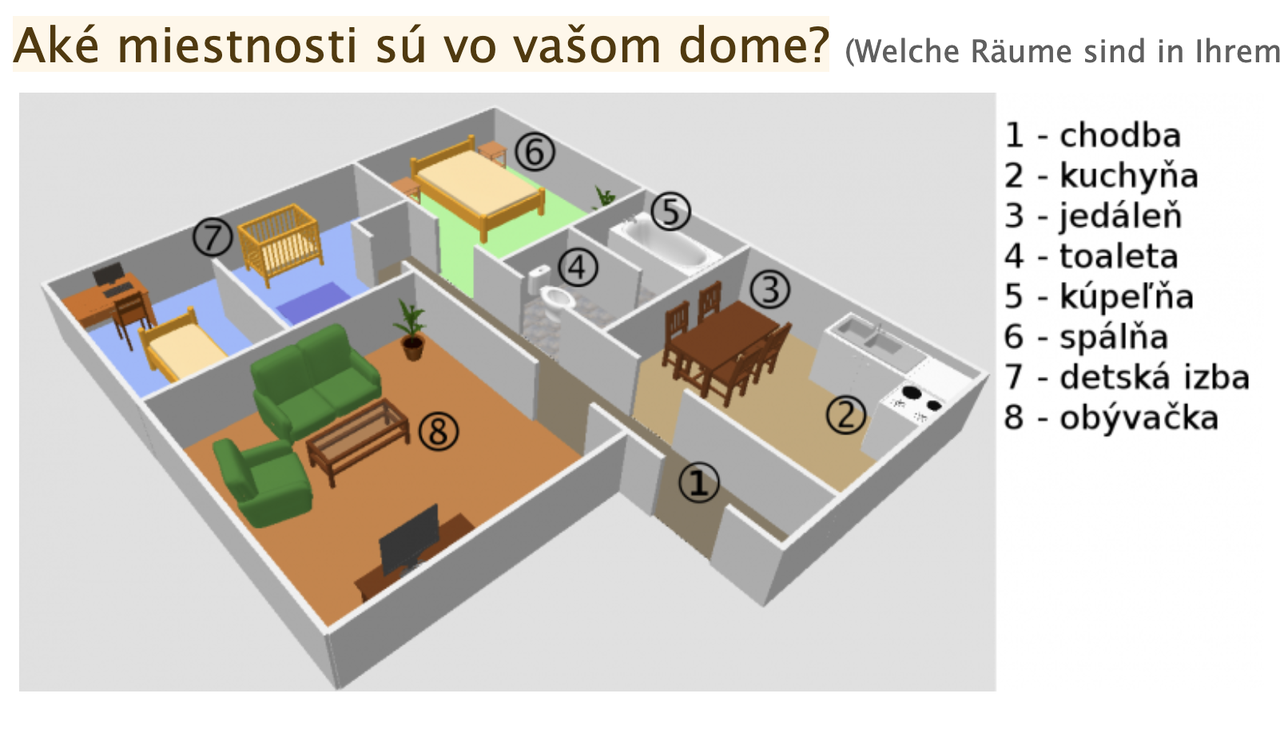 Aké miestnosti sú vo vašom dome? (Welche Räume sind in Ihrem
1 - chodba
2 - kuchyňa
3 - jedáleň
4 - toaleta
5 - kúpeľňa
6 - spálňa
7 - detská izba
8 - obývačka
6
7
5
4
3
2
8
1